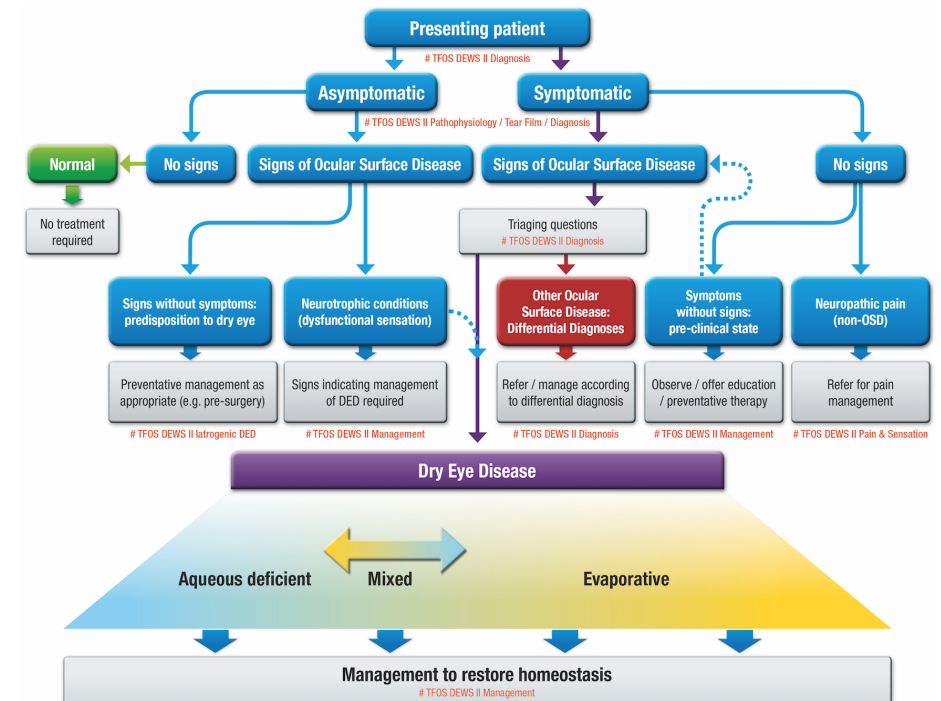 Presenting patient
# TFOS DEWS II Diagnosis
Asymptomatic
Symptomatic
# TFOS DEWS II Pathophysiology / Tear Film / Diagnosis
Normal
No signs
Signs of Ocular Surface Disease
Signs of Ocular Surface Disease
No signs
No treatment
required
Triaging questions
# TFOS DEWS II Diagnosis
Signs without symptoms:
predisposition to dry eye
Neurotrophic conditions
(dysfunctional sensation)
Other Ocular
Surface Disease:
Differential Diagnoses
Symptoms
without signs:
pre-clinical state
Neuropathic pain
(non-OSD)
Preventative management as
appropriate (e.g. pre-surgery)
Signs indicating management
of DED required
Refer / manage according
to differential diagnosis
Observe / offer education
/ preventative therapy
Refer for pain
management
# TFOS DEWS II Iatrogenic DED
# TFOS DEWS II Management
# TFOS DEWS II Diagnosis
# TFOS DEWS II Management
# TFOS DEWS II Pain & Sensation
Dry Eye Disease
Aqueous deficient
Mixed
Evaporative
Management to restore homeostasis
# TFOS DEWS II Management